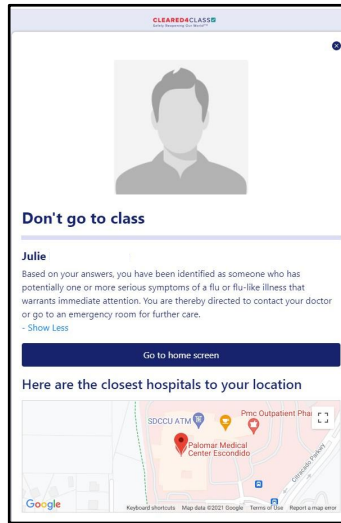 CLEARED4CLASS
Safely Reopening Our World™
Don't go to class
Julie
Based on your answers, you have been identified as someone who has
potentially one or more serious symptoms of a flu or flu-like illness that
warrants immediate attention. You are thereby directed to contact your doctor
or go to an emergency room for further care.
- Show Less
Go to home screen
Here are the closest hospitals to your location
SDCCU ATM
Pmc Outpatient Phar
Palomar Medical
Center Escondido
Citracado Parkway
Google
Keyboard shortcuts Map data ©2021 Google Terms of Use Report a map error